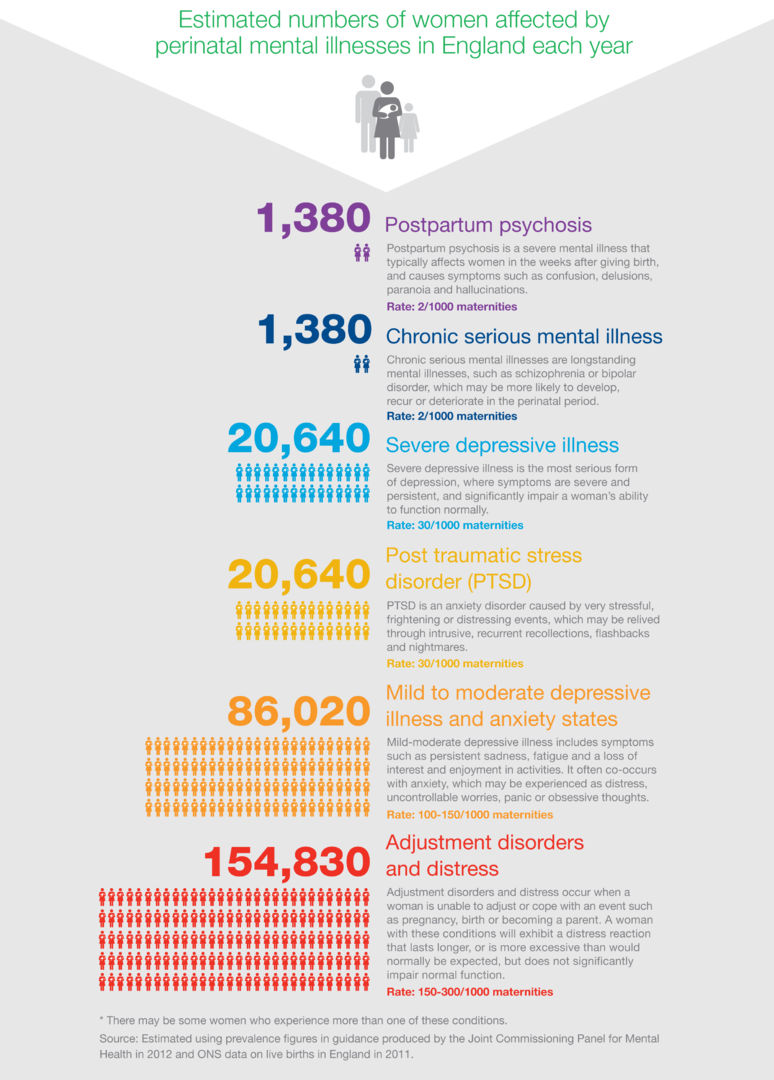 Estimated numbers of women affected by
perinatal mental illnesses in England each year
1,380
Postpartum psychosis
Postpartum psychosis is a severe mental illness that
typically affects women in the weeks after giving birth,
and causes symptoms such as confusion, delusions,
paranoia and hallucinations.
Rate: 2/1000 maternities
1,380
Chronic serious mental illness
Chronic serious mental illnesses are longstanding
mental illnesses, such as schizophrenia or bipolar
disorder, which may be more likely to develop,
recur or deteriorate in the perinatal period.
Rate: 2/1000 maternities
20,640
Severe depressive illness
Severe depressive illness is the most serious form
of depression, where symptoms are severe and
persistent, and significantly impair a woman's ability
to function normally.
Rate: 30/1000 maternities
20,640
Post traumatic stress
disorder (PTSD)
PTSD is an anxiety disorder caused by very stressful,
frightening or distressing events, which may be relived
through intrusive, recurrent recollections, flashbacks
and nightmares.
Rate: 30/1000 maternities
86,020
Mild to moderate depressive
illness and anxiety states
Mild-moderate depressive illness includes symptoms
such as persistent sadness, fatigue and a loss of
interest and enjoyment in activities. It often co-occurs
with anxiety, which may be experienced as distress,
uncontrollable worries, panic or obsessive thoughts.
Rate: 100-150/1000 maternities
154,830
Adjustment disorders
and distress
Adjustment disorders and distress occur when a
woman is unable to adjust or cope with an event such
as pregnancy, birth or becoming a parent. A woman
with these conditions will exhibit a distress reaction
that lasts longer, or is more excessive than would
normally be expected, but does not significantly
impair normal function.
Rate: 150-300/1000 maternities
* There may be some women who experience more than one of these conditions.
Source: Estimated using prevalence figures in guidance produced by the Joint Commissioning Panel for Mental
Health in 2012 and ONS data on live births in England in 2011.